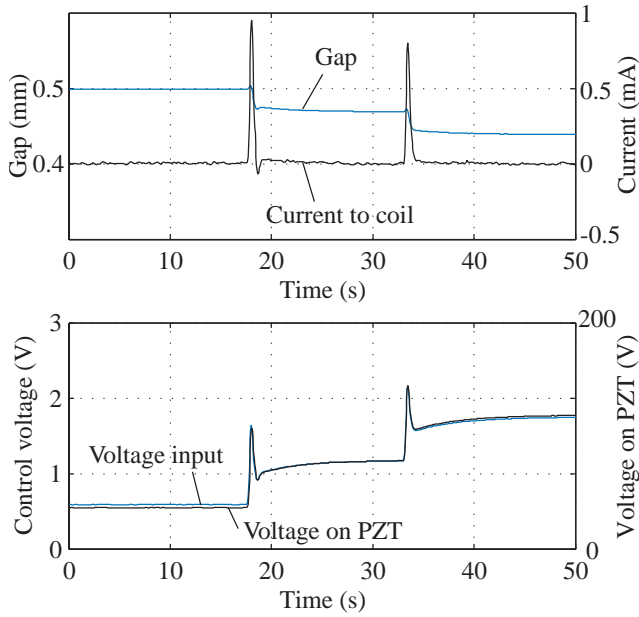 1
0.5
Gap
0.5
Gap (mm)
Current (mA)
0.4
0
Current to coil
-0.5
0 10 20 30 40 50
Time (s)
3
200
Control voltage (V)
Voltage on PZT (V)
2
Voltage input
1
Voltage on PZT
0
0
0 10 20 30 40 50
Time (s)